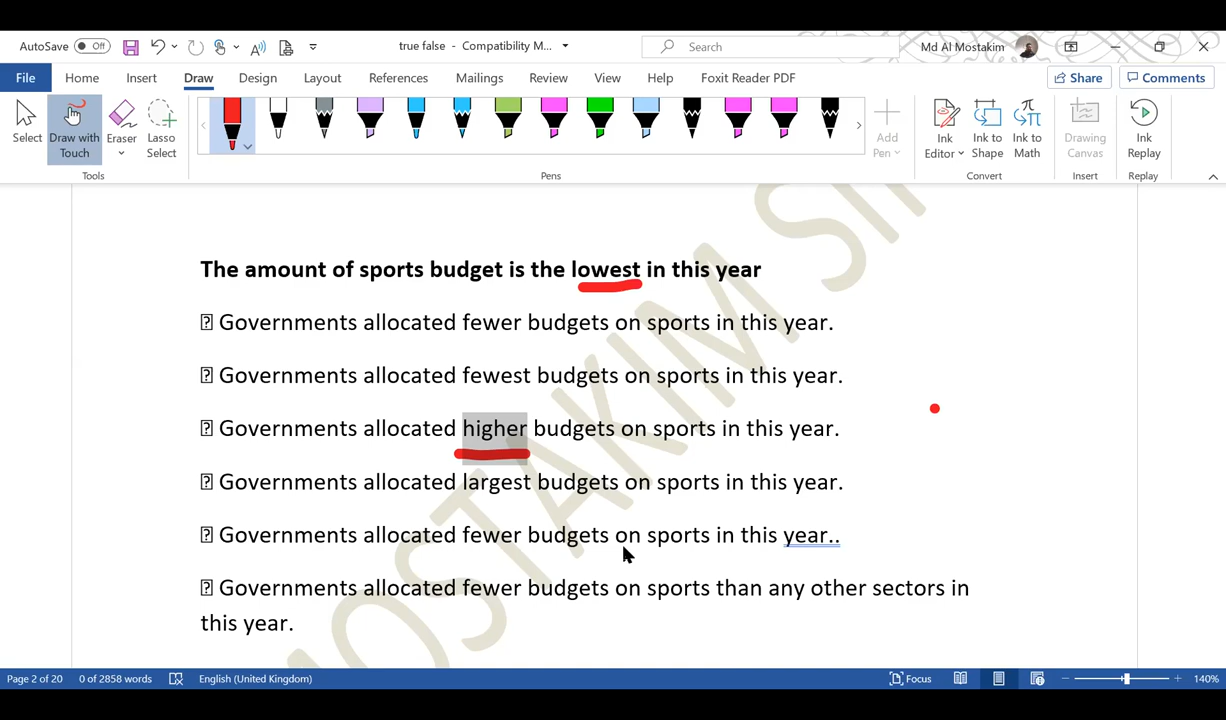 AutoSave Off true false - Compatibility M... Search Md Al Mostakim
File Home Insert Draw Design Layout References Mailings Review View Help Foxit Reader PDF Share Comments
Select Draw with Touch Eraser Lasso Select Add Pen Ink Editor Ink to Shape Ink to Math Drawing Canvas Ink Replay
Tools Pens Convert Insert Replay
The amount of sports budget is the lowest in this year
Governments allocated fewer budgets on sports in this year.
Governments allocated fewest budgets on sports in this year.
Governments allocated higher budgets on sports in this year.
Governments allocated largest budgets on sports in this year.
Governments allocated fewer budgets on sports in this year..
Governments allocated fewer budgets on sports than any other sectors in
this year.
MOSTAKIM SI
Page 2 of 20 0 of 2858 words English (United Kingdom) Focus 140%